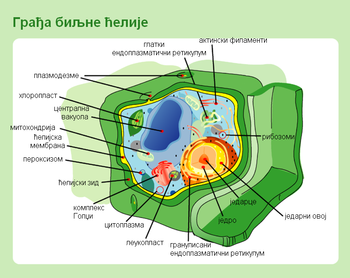 Грађа биљне ћелије
актински филаменти
глатки
ендоплазматични ретикулум
плазмодезме
хлоропласт
централна
вакуола
митохондрија
ћелијска
мембрана
пероксизом
рибозоми
ћелијски зид
једарце
комплекс
Голџи
једро
једарни овој
цитоплазма
леукопласт
гранулисани
ендоплазматични ретикулум